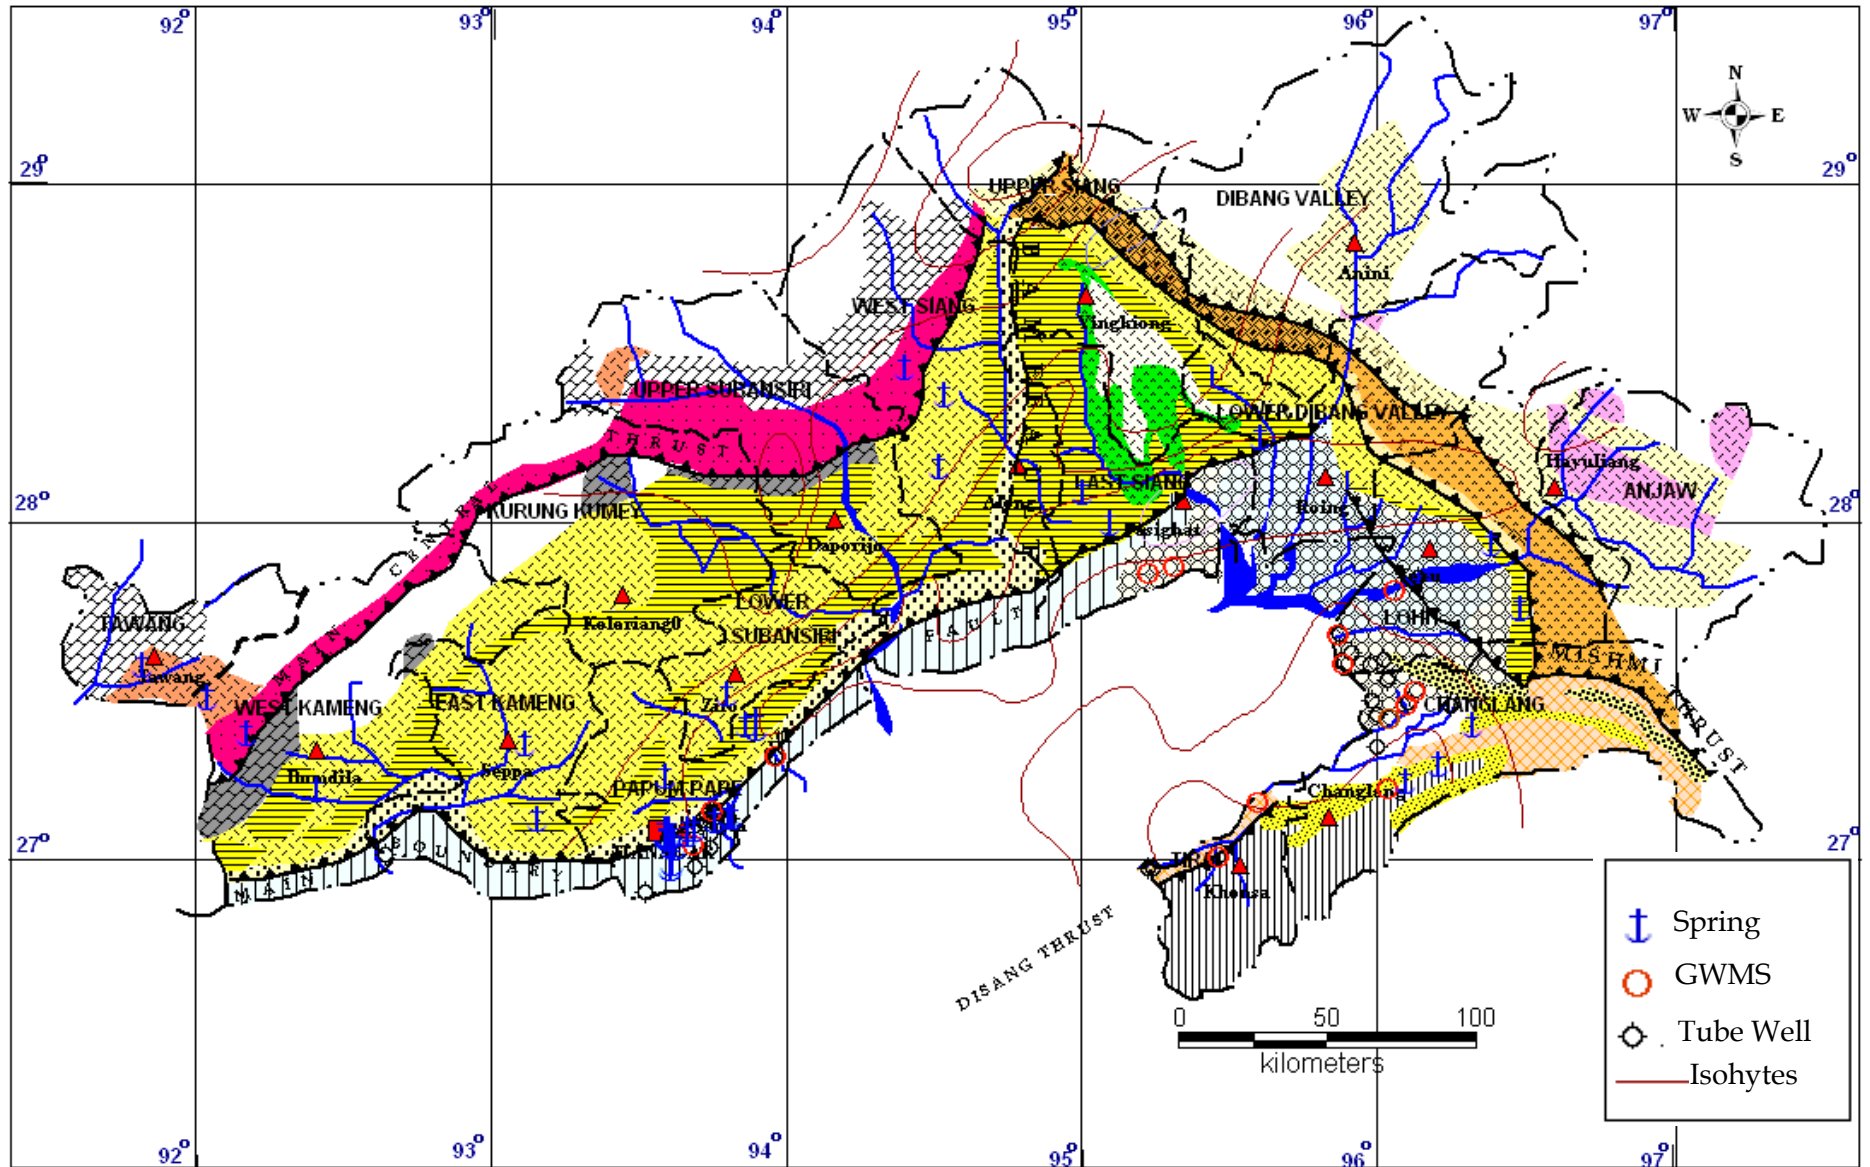 92° 93° 94° 95° 96° 97°
N
W E
S
29° 29°
UPPER SIANG
DIBANG VALLEY
Anini
WEST SIANG
Yingkiong
UPPER SUBANSIRI
LOWER DIBANG VALLEY
THRUST
Hayuliang
ANJAW
EAST SIANG
Along
KURUNG KUMEY
Roing
28° 28°
Daporijo
CENTRAL
LOWER
SUBANSIRI
Koloriang
LOHIT
TAWANG
FAULT
MISHMI
MAIN
Tawang
WEST KAMENG
EAST KAMENG
Ziro
CHANGLANG
THRUST
Bumdila
Seppa
PAPUM PARE
Changlang
27° 27°
BOUNDARY
MAIN
TIRAP
Khonsa
DISANG THRUST
0 50 100
kilometers
Spring
GWMS
Tube Well
Isohytes
92° 93° 94° 95° 96° 97°